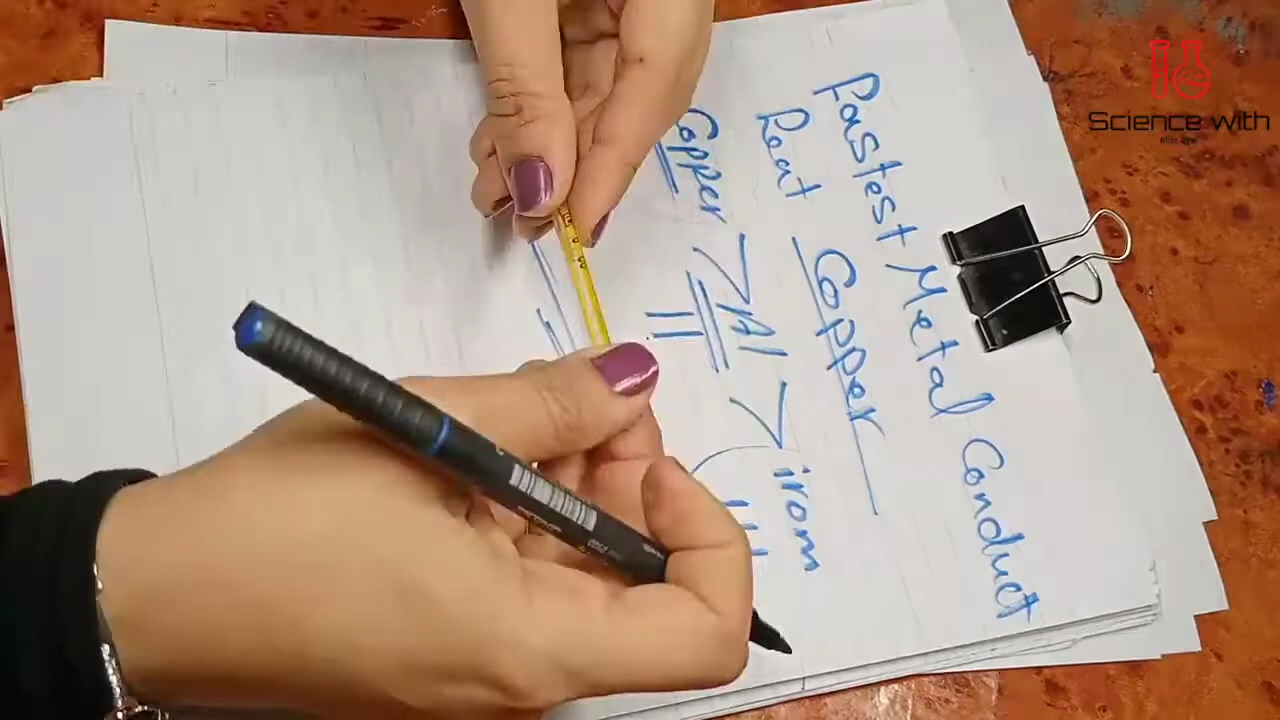 Fastest Metal Conduct
Heat Copper
Copper > Al > iron
Science with